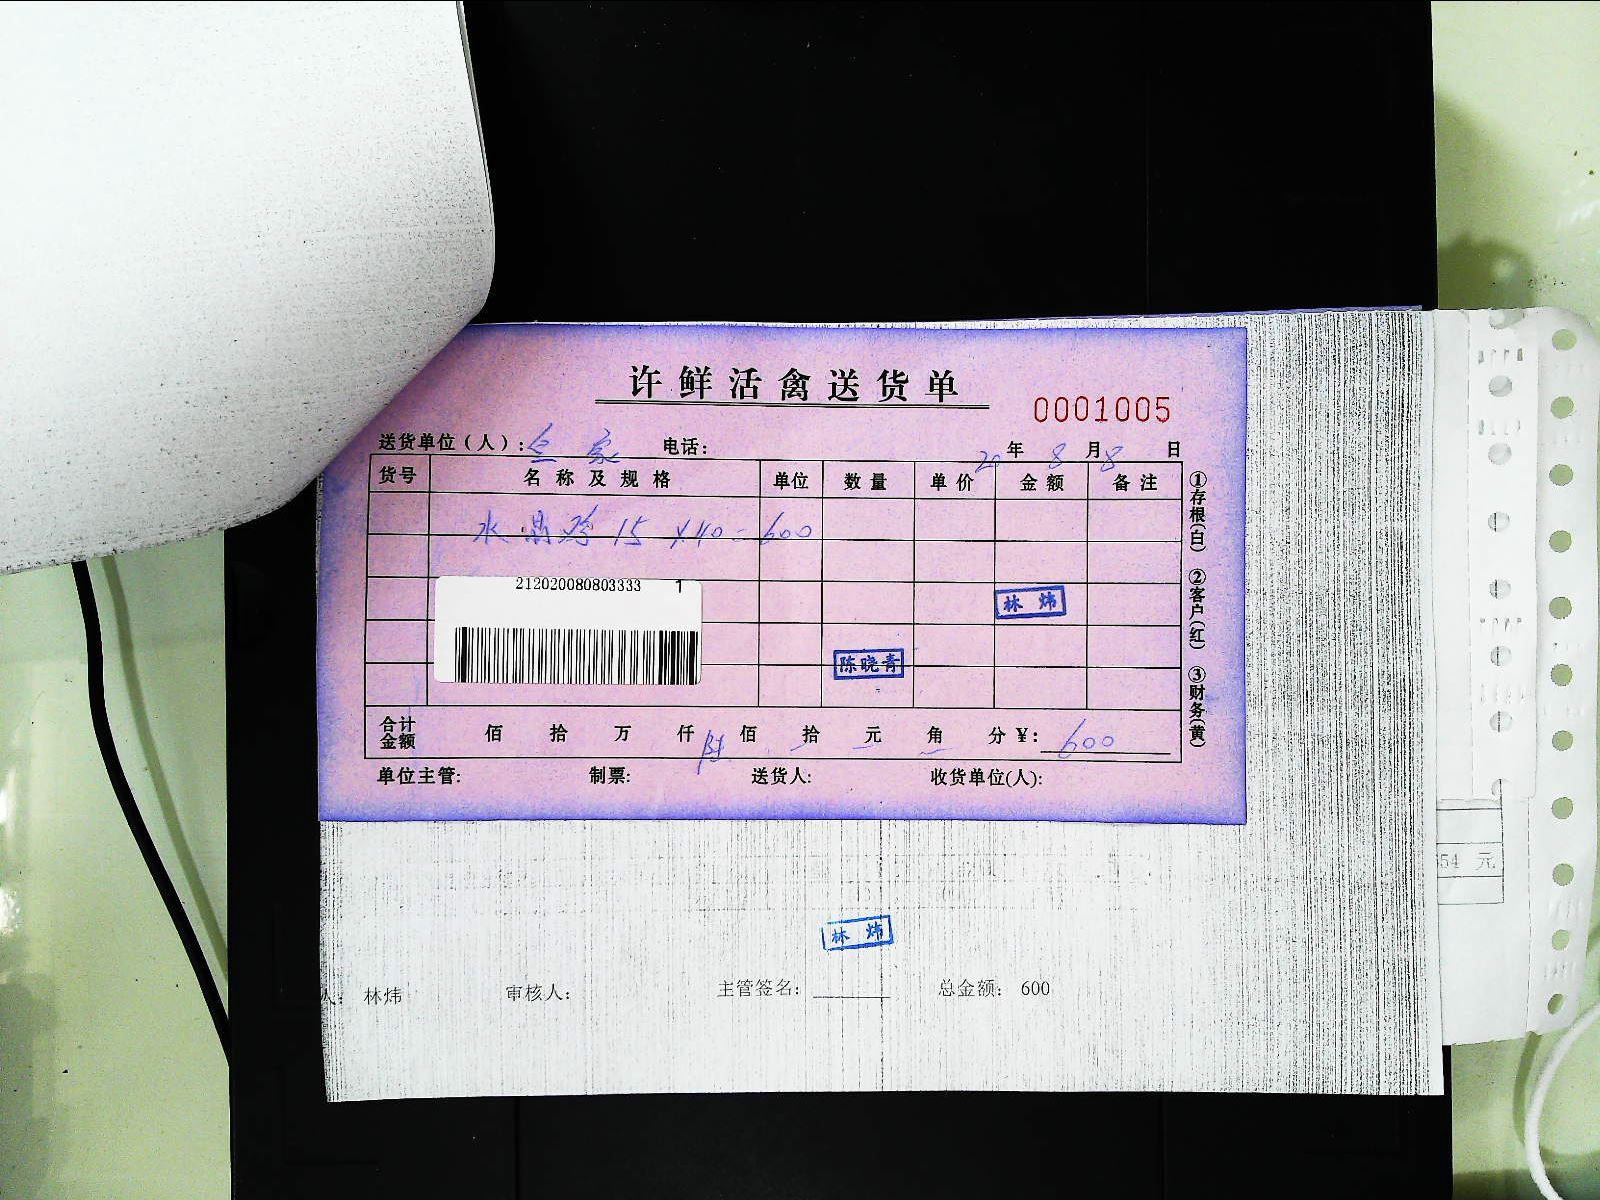 许鲜活禽送货单
0001005
送货单位(人): 电话: 20年8月8日
货号 名称及规格 单位 数量 单价 金额 备注
水晶鸡 15 × 40 = 600
212020080803333 1
林炜
陈晓青
合计金额 佰 拾 万 仟 陆佰 拾 元 角 分 ¥: 600
单位主管: 制票: 送货人: 收货单位(人):
①存根(白) ②客户(红) ③财务(黄)
54 元
林炜
人: 林炜 审核人: 主管签名: 总金额: 600